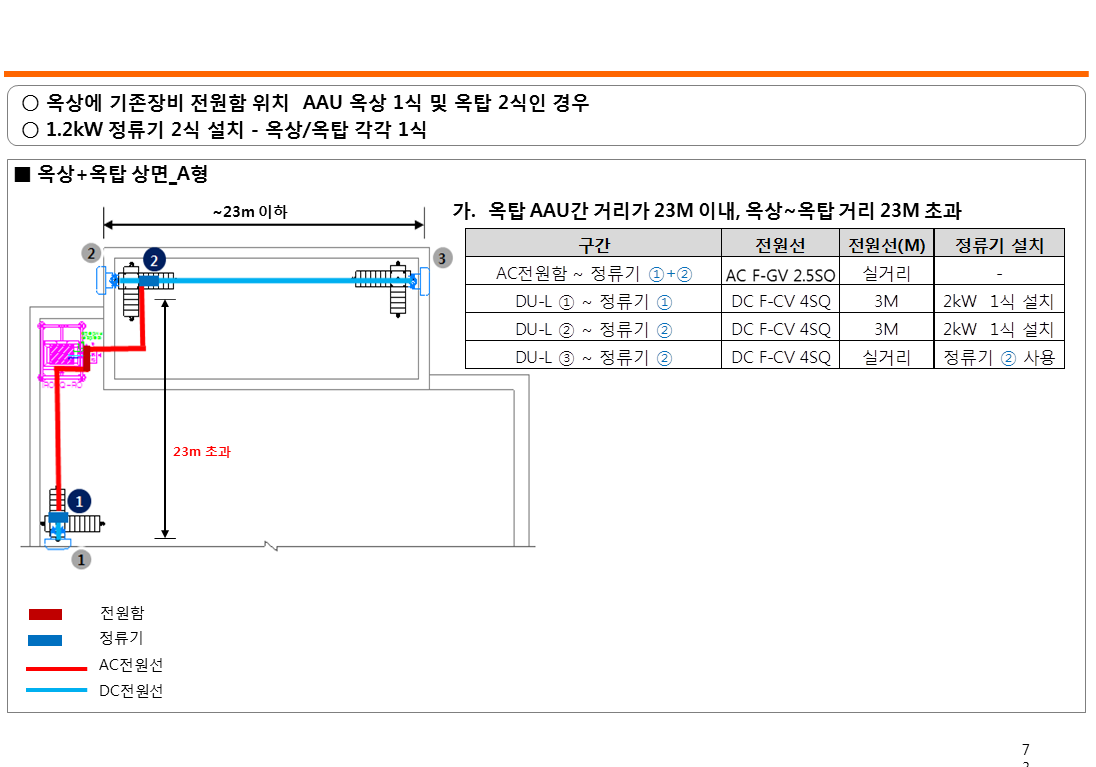 ○ 옥상에 기존장비 전원함 위치 AAU 옥상 1식 및 옥탑 2식인 경우
○ 1.2kW 정류기 2식 설치 - 옥상/옥탑 각각 1식
■ 옥상+옥탑 상면_A형
~23m 이하
2
2
3
23m 초과
1
1
가. 옥탑 AAU간 거리가 23M 이내, 옥상~옥탑 거리 23M 초과
구간 전원선 전원선(M) 정류기 설치
AC전원함 ~ 정류기 ①+② AC F-GV 2.5SQ 실거리 -
DU-L ① ~ 정류기 ① DC F-CV 4SQ 3M 2kW 1식 설치
DU-L ② ~ 정류기 ② DC F-CV 4SQ 3M 2kW 1식 설치
DU-L ③ ~ 정류기 ② DC F-CV 4SQ 실거리 정류기 ② 사용
전원함
정류기
AC전원선
DC전원선
7